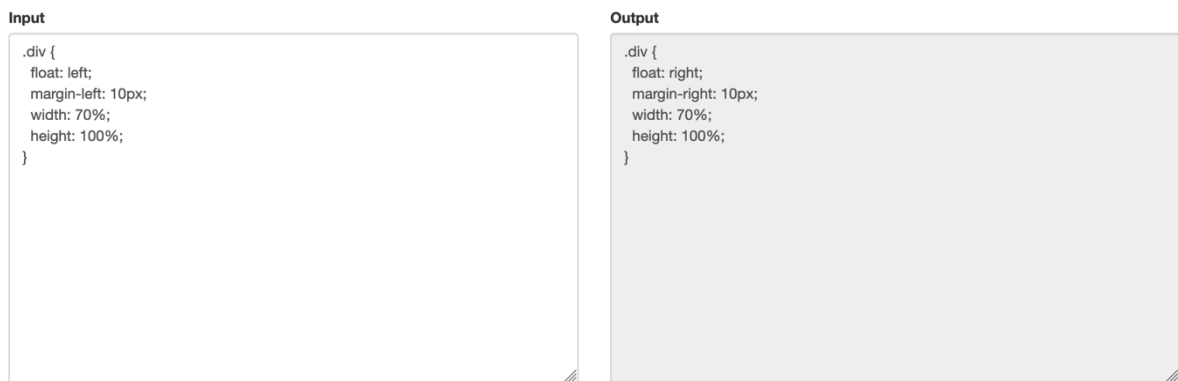 Input
.div {
  float: left;
  margin-left: 10px;
  width: 70%;
  height: 100%;
}
Output
.div {
  float: right;
  margin-right: 10px;
  width: 70%;
  height: 100%;
}